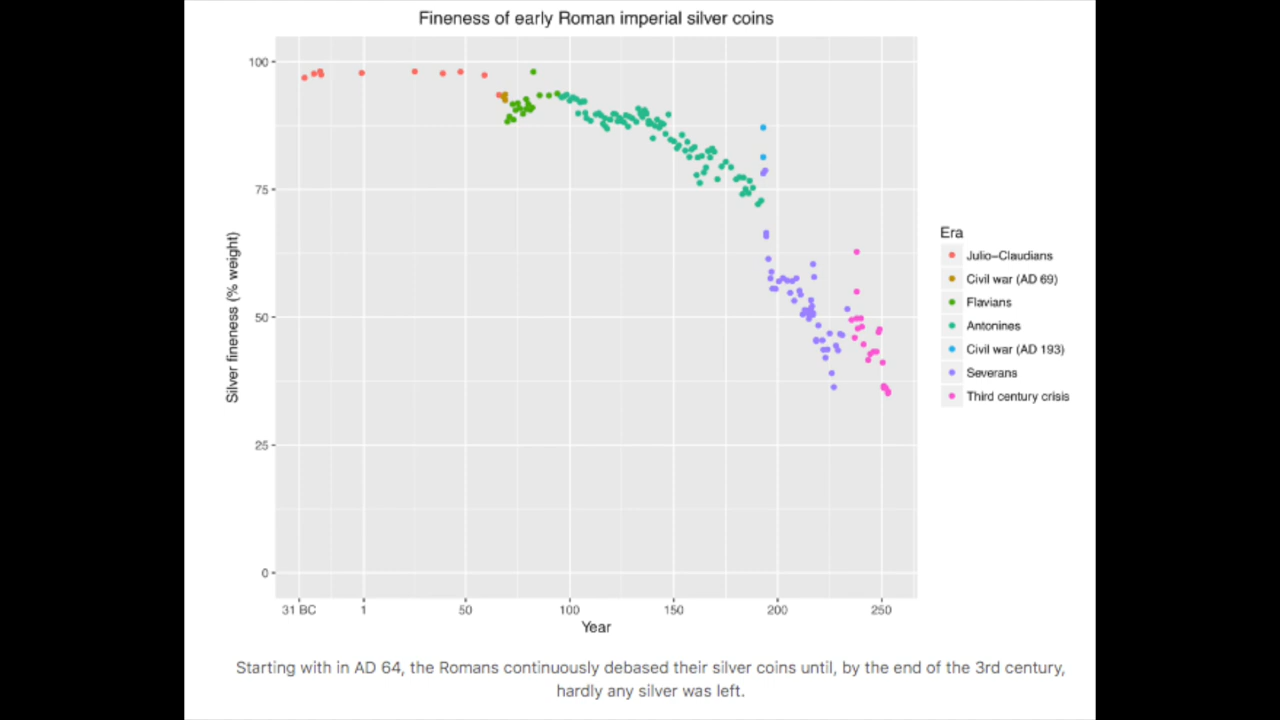 Fineness of early Roman imperial silver coins
100
75
50
25
0
Silver fineness (% weight)
31 BC
1
50
100
150
200
250
Year
Era
Julio−Claudians
Civil war (AD 69)
Flavians
Antonines
Civil war (AD 193)
Severans
Third century crisis
Starting with in AD 64, the Romans continuously debased their silver coins until, by the end of the 3rd century,
hardly any silver was left.